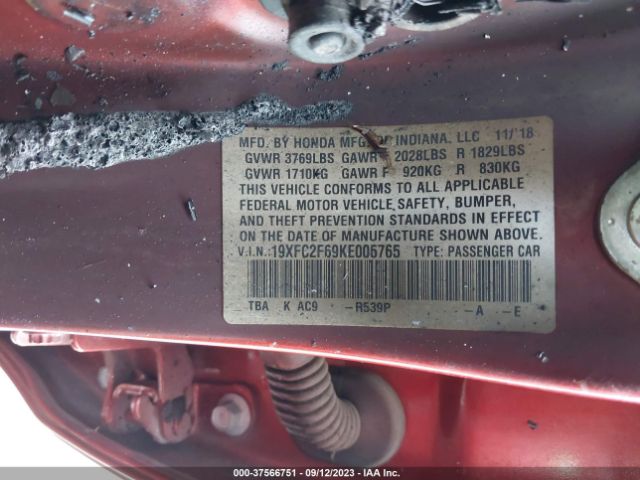 MFD. BY HONDA MFG. OF INDIANA, LLC 11/18
GVWR 3769LBS GAWR F 2028LBS R 1829LBS
GVWR 1710KG GAWR F 920KG R 830KG
THIS VEHICLE CONFORMS TO ALL APPLICABLE
FEDERAL MOTOR VEHICLE SAFETY, BUMPER,
AND THEFT PREVENTION STANDARDS IN EFFECT
ON THE DATE OF MANUFACTURE SHOWN ABOVE.
V.I.N.: 19XFC2F69KE005765 TYPE: PASSENGER CAR
TBA K AC9 -R539P -A -E
000-37566751 - 09/12/2023 - IAA Inc.